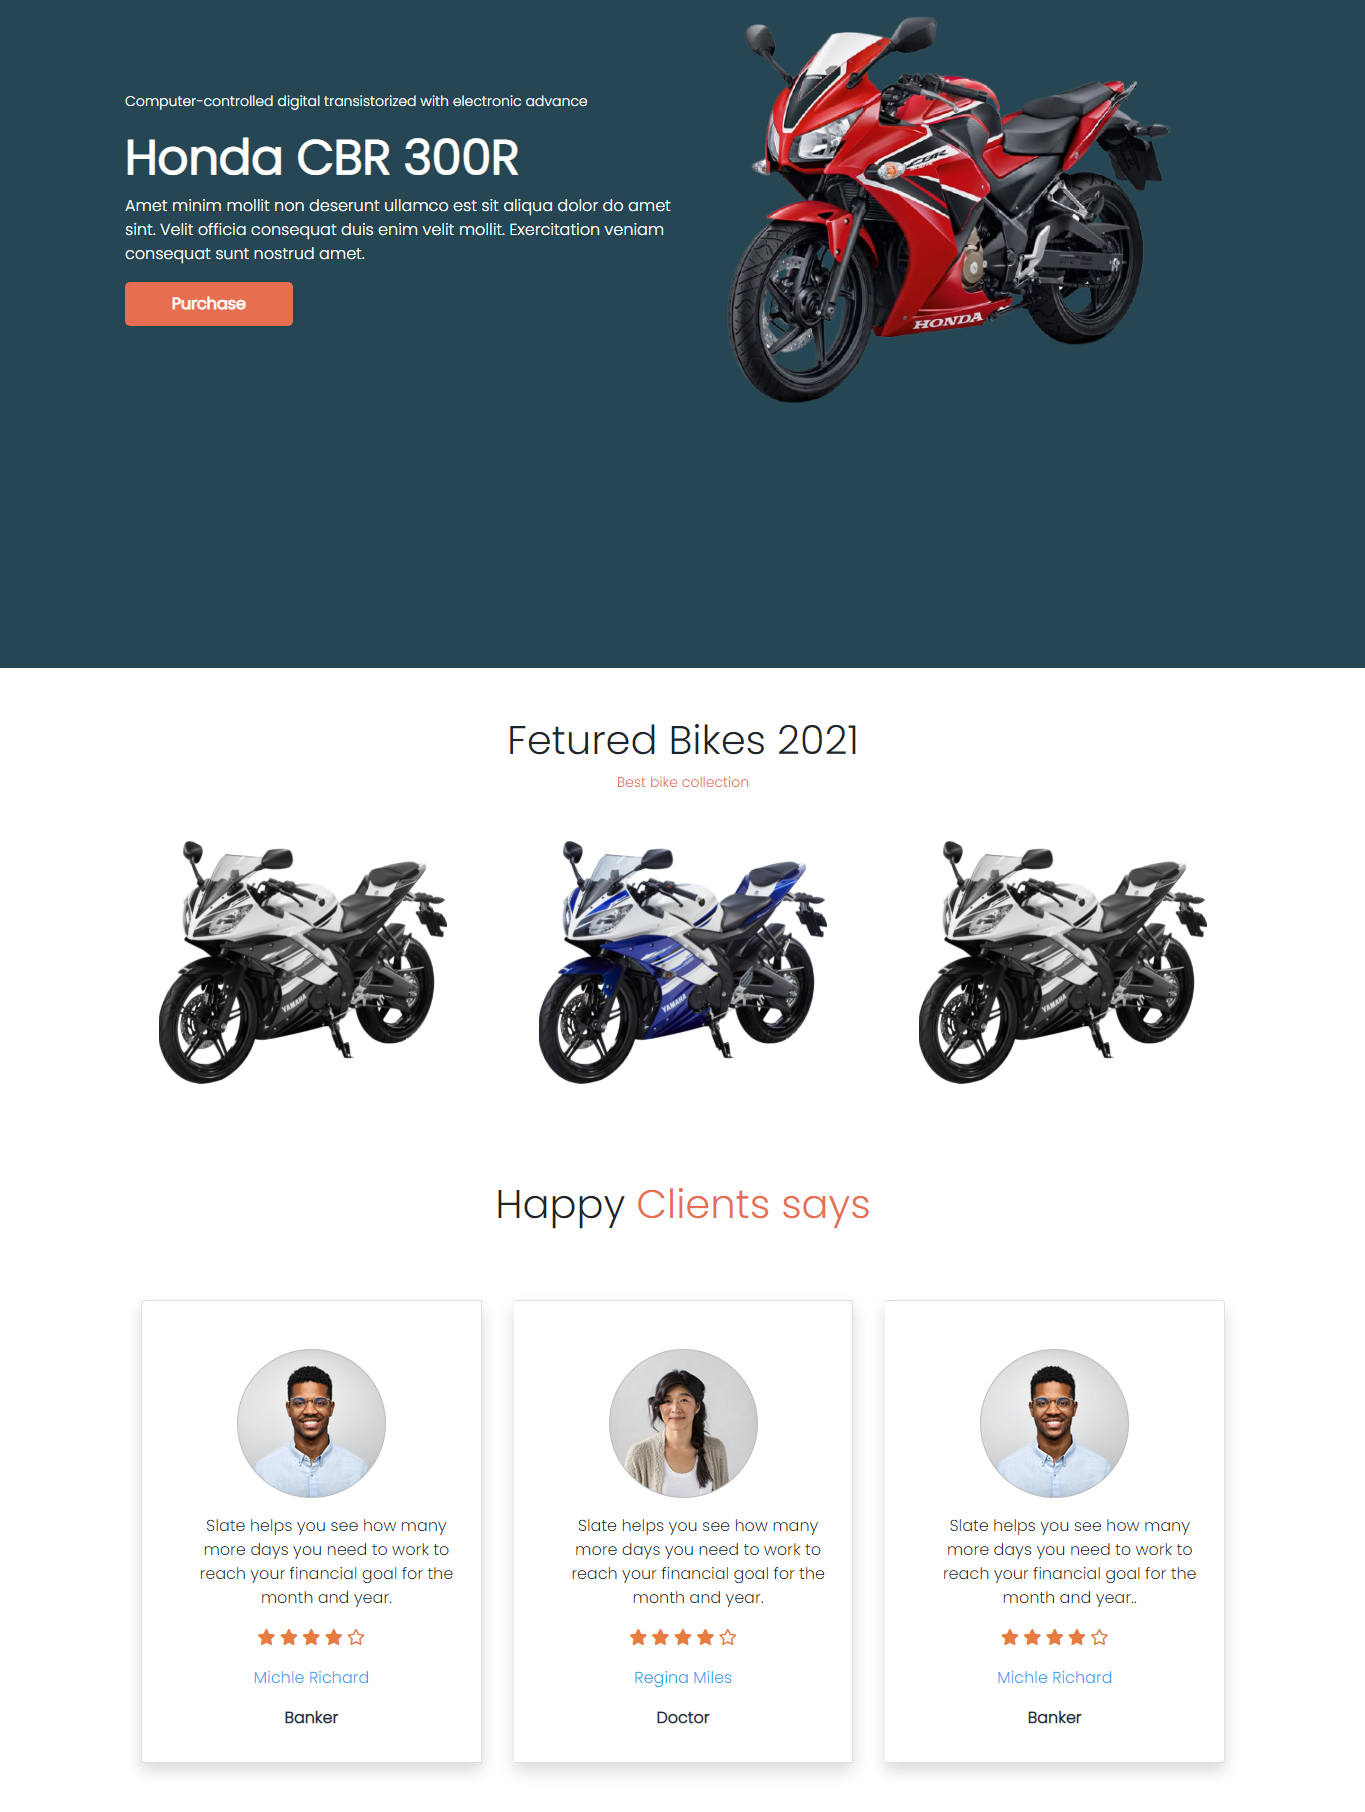 Computer-controlled digital transistorized with electronic advance
Honda CBR 300R
Amet minim mollit non deserunt ullamco est sit aliqua dolor do amet
sint. Velit officia consequat duis enim velit mollit. Exercitation veniam
consequat sunt nostrud amet.
Purchase
CBR
HONDA
Fetured Bikes 2021
Best bike collection
YAMAHA
YAMAHA
YAMAHA
Happy Clients says
Slate helps you see how many
more days you need to work to
reach your financial goal for the
month and year.
Michle Richard
Banker
Slate helps you see how many
more days you need to work to
reach your financial goal for the
month and year.
Regina Miles
Doctor
Slate helps you see how many
more days you need to work to
reach your financial goal for the
month and year..
Michle Richard
Banker